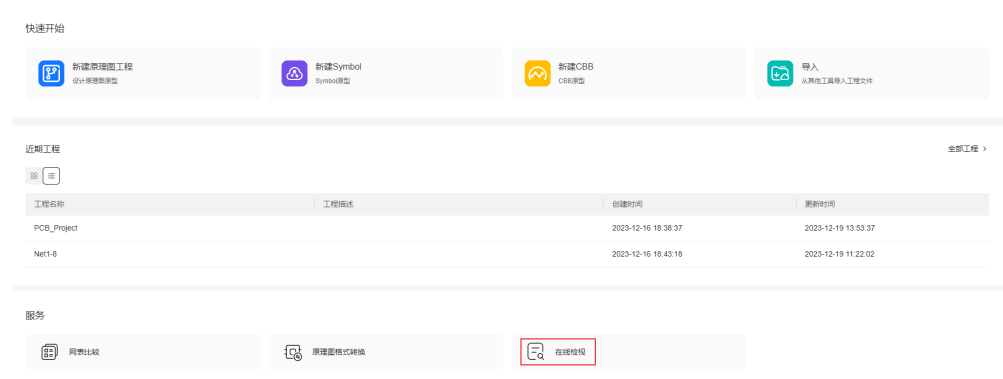 快速开始
新建原理图工程
设计原理图原型
新建Symbol
Symbol原型
新建CBB
CBB原型
导入
从其他工具导入工程文件
近期工程
全部工程 >
工程名称 工程描述 创建时间 更新时间
PCB_Project 2023-12-16 18:38:37 2023-12-19 13:53:37
Net1-8 2023-12-16 18:43:18 2023-12-19 11:22:02
服务
网表比较
原理图格式转换
在线检视